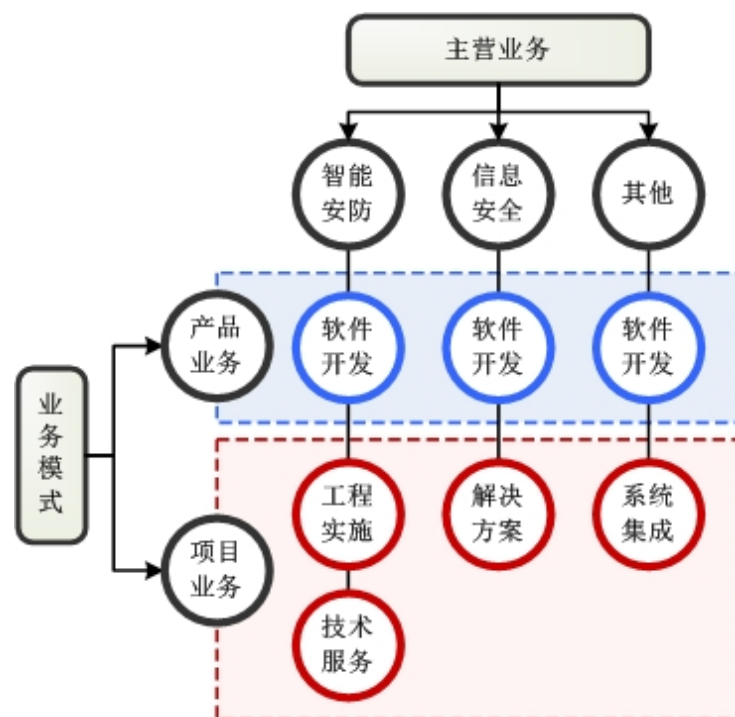 主营业务
智能
安防
信息
安全
其他
产品
业务
软件
开发
软件
开发
软件
开发
业
务
模
式
工程
实施
解决
方案
系统
集成
项目
业务
技术
服务